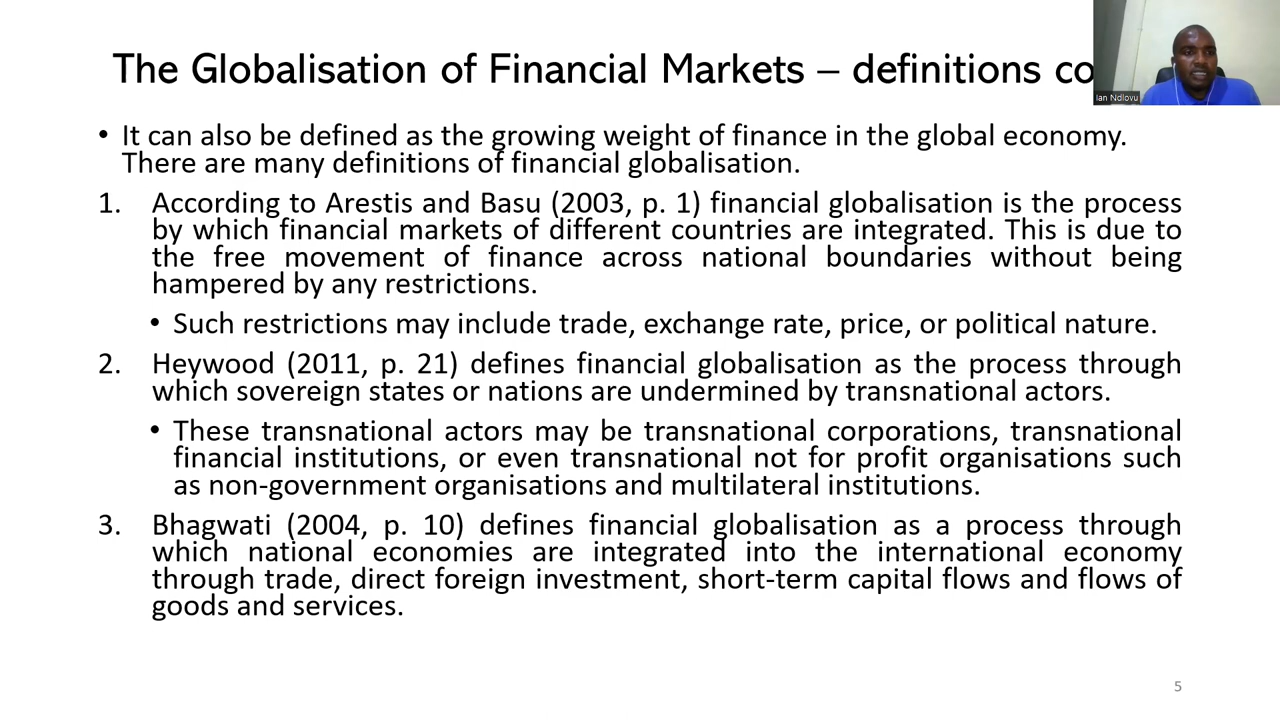 The Globalisation of Financial Markets – definitions co
Ian Ndlovu
• It can also be defined as the growing weight of finance in the global economy.
There are many definitions of financial globalisation.
1. According to Arestis and Basu (2003, p. 1) financial globalisation is the process
by which financial markets of different countries are integrated. This is due to
the free movement of finance across national boundaries without being
hampered by any restrictions.
• Such restrictions may include trade, exchange rate, price, or political nature.
2. Heywood (2011, p. 21) defines financial globalisation as the process through
which sovereign states or nations are undermined by transnational actors.
• These transnational actors may be transnational corporations, transnational
financial institutions, or even transnational not for profit organisations such
as non-government organisations and multilateral institutions.
3. Bhagwati (2004, p. 10) defines financial globalisation as a process through
which national economies are integrated into the international economy
through trade, direct foreign investment, short-term capital flows and flows of
goods and services.
5